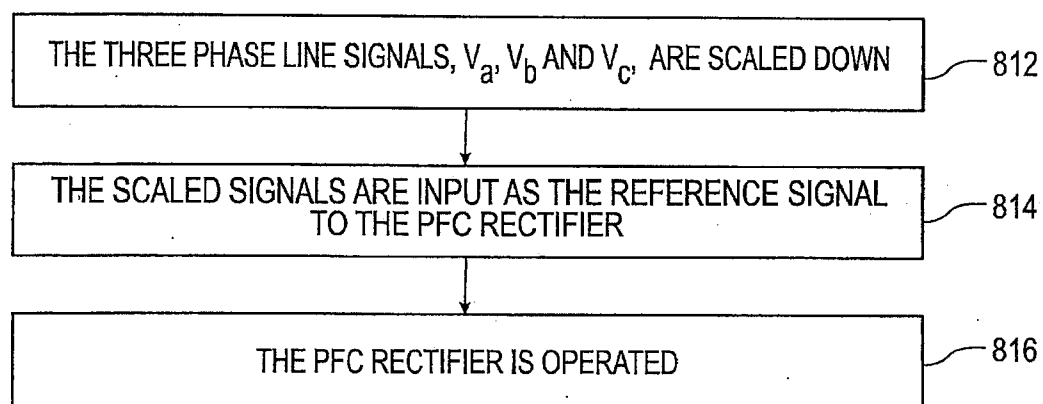 THE THREE PHASE LINE SIGNALS, Va, Vb AND Vc, ARE SCALED DOWN
812
THE SCALED SIGNALS ARE INPUT AS THE REFERENCE SIGNAL
TO THE PFC RECTIFIER
814
THE PFC RECTIFIER IS OPERATED
816